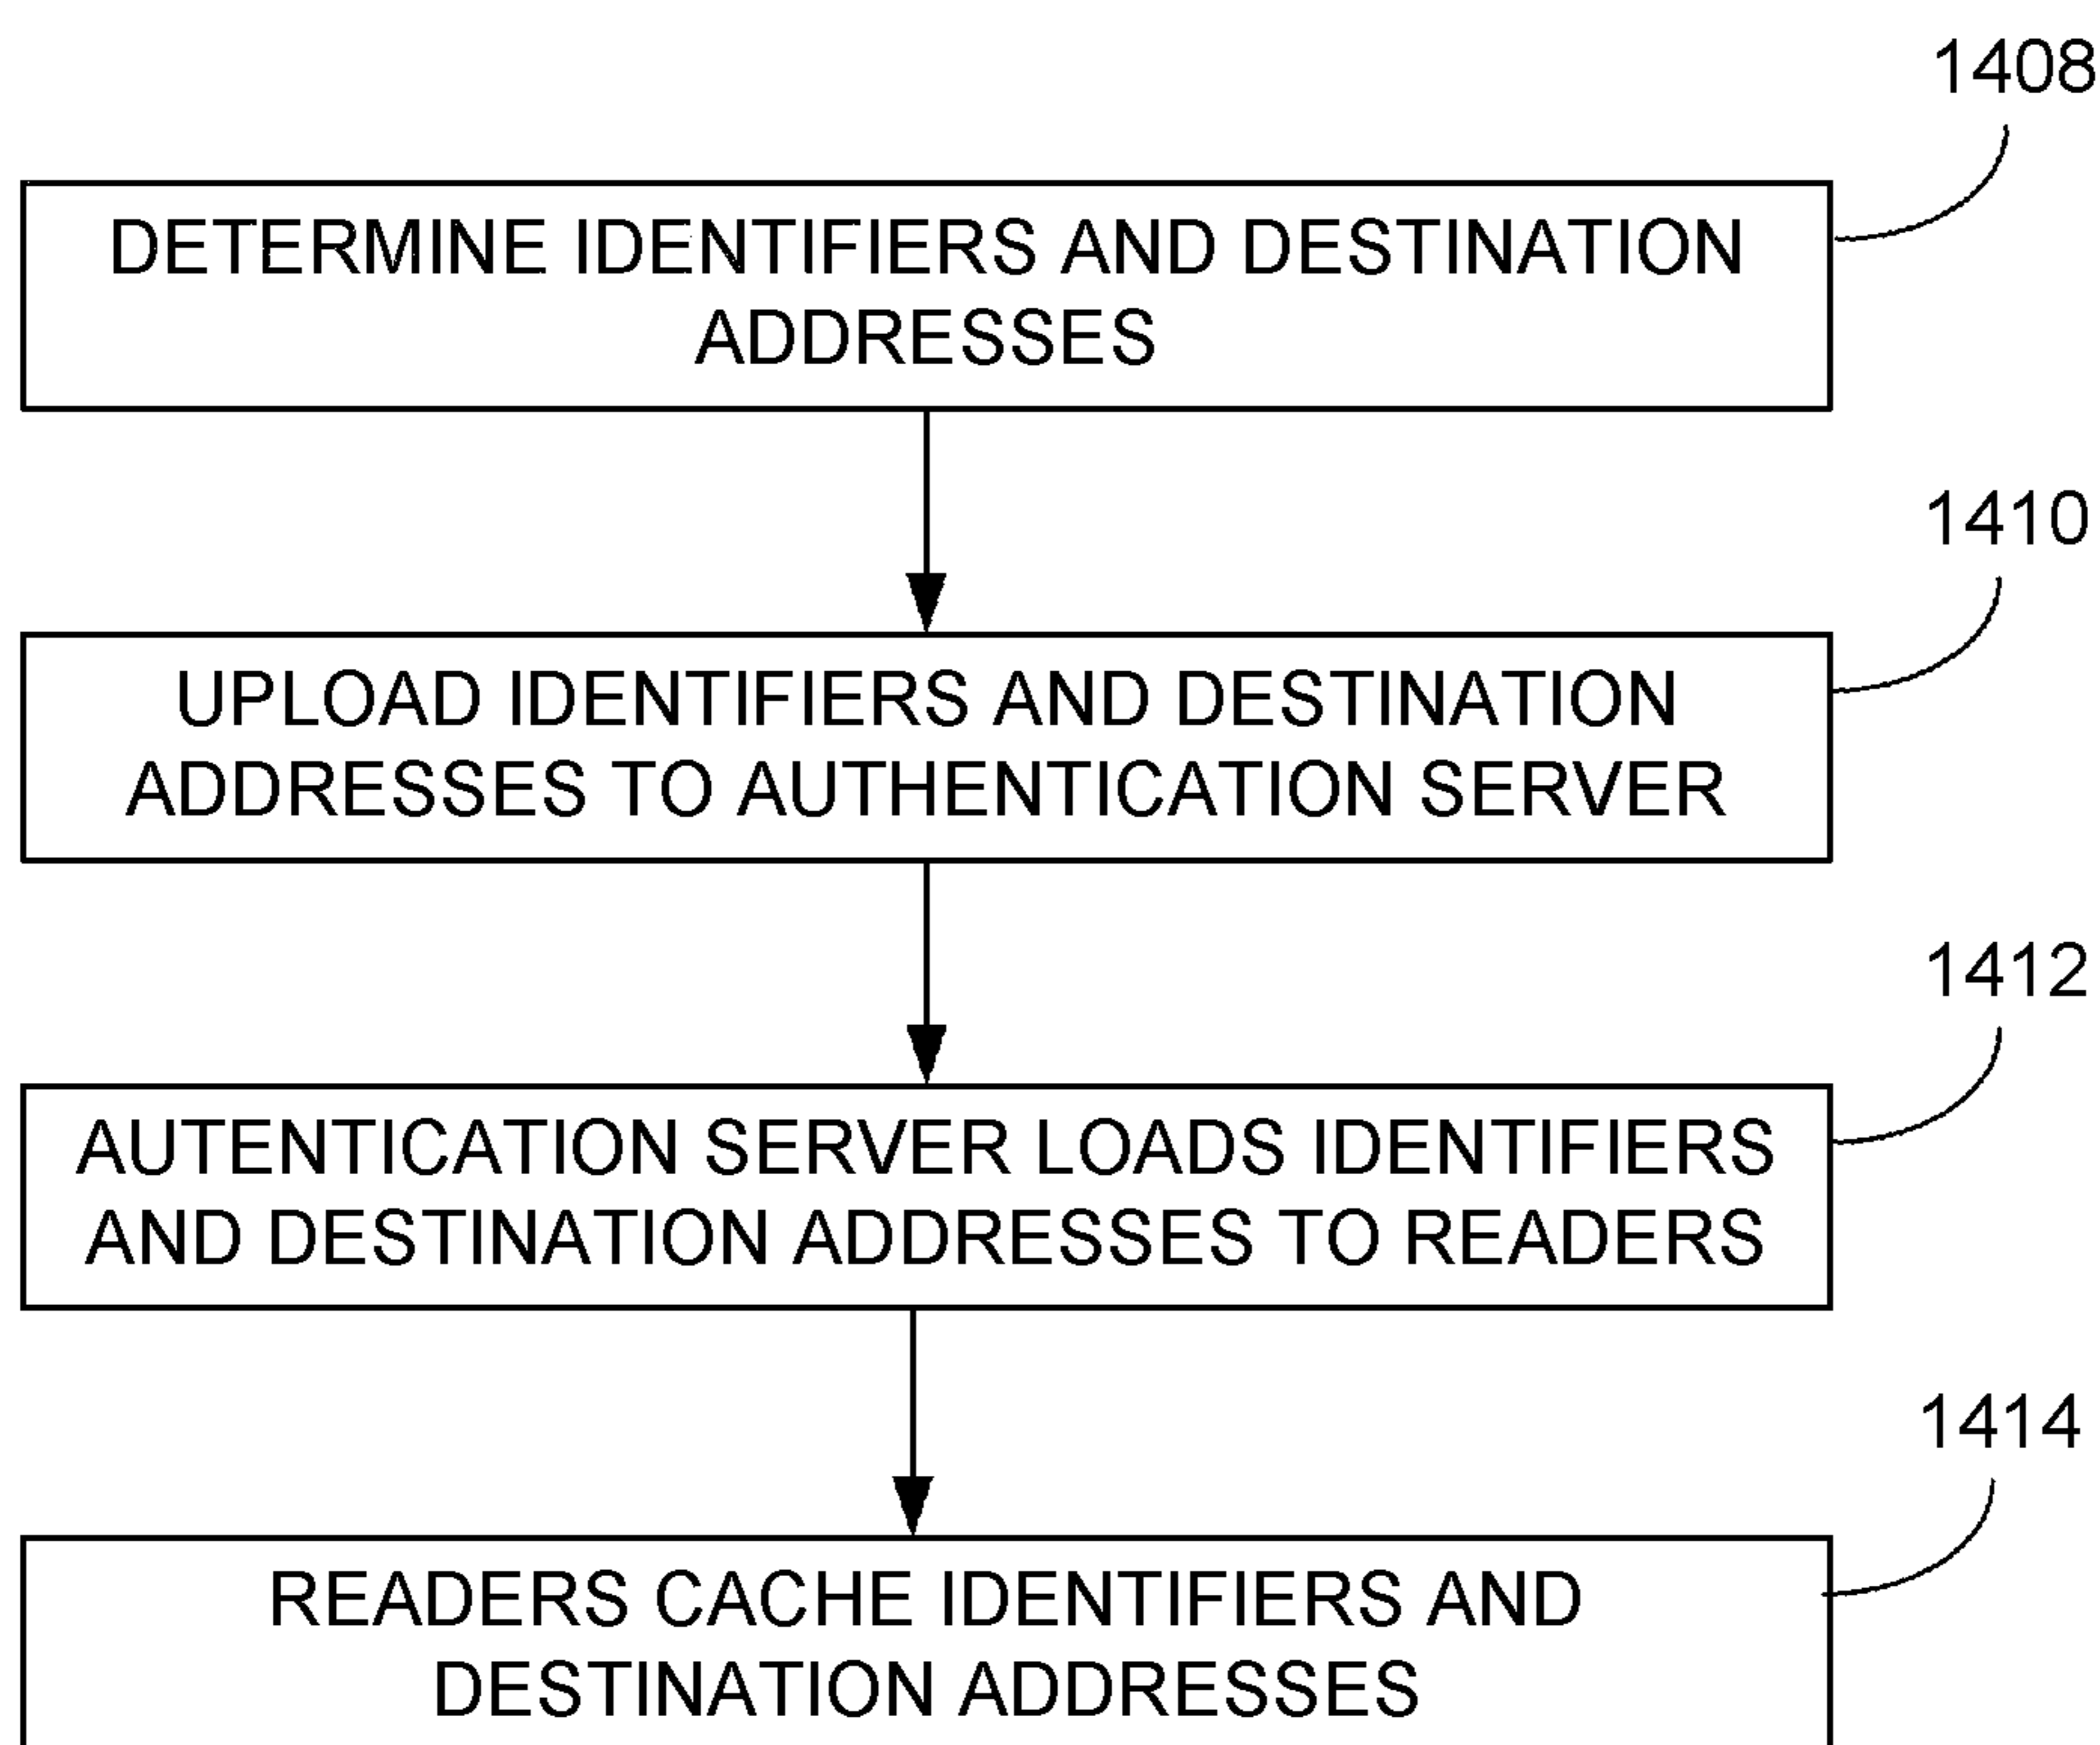 1408
DETERMINE IDENTIFIERS AND DESTINATION
ADDRESSES
1410
UPLOAD IDENTIFIERS AND DESTINATION
ADDRESSES TO AUTHENTICATION SERVER
1412
AUTENTICATION SERVER LOADS IDENTIFIERS
AND DESTINATION ADDRESSES TO READERS
1414
READERS CACHE IDENTIFIERS AND
DESTINATION ADDRESSES